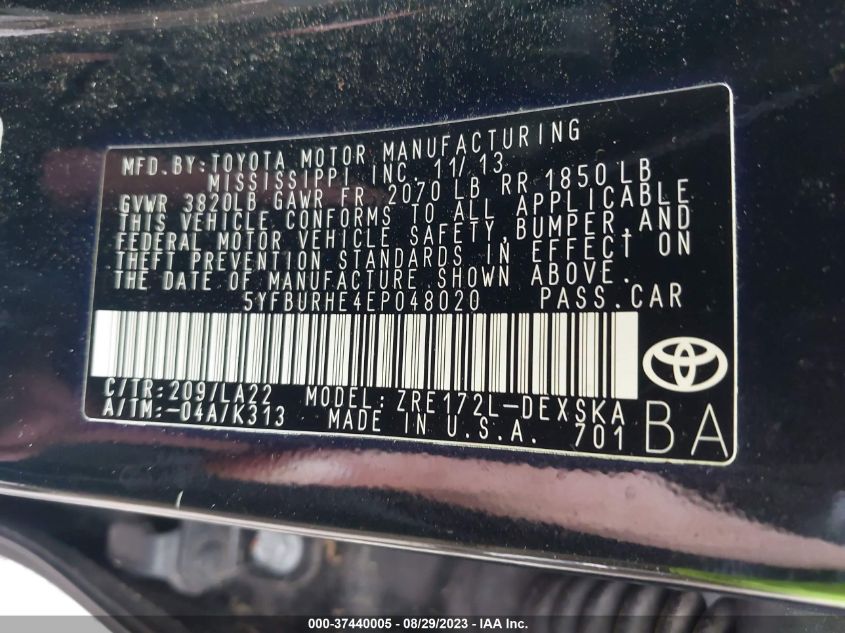 MFD.BY:TOYOTA MOTOR MANUFACTURING
MISSISSIPPI INC. 11/13
GVWR 3820LB GAWR FR 2070 LB RR 1850 LB
THIS VEHICLE CONFORMS TO ALL APPLICABLE
FEDERAL MOTOR VEHICLE SAFETY,BUMPER,AND
THEFT PREVENTION STANDARDS IN EFFECT ON
THE DATE OF MANUFACTURE SHOWN ABOVE.
5YFBURHE4EP048020 PASS.CAR
C/TR:209/LA22 MODEL:ZRE172L-DEXSKA
A/TM:-04A/K313 MADE IN U.S.A. 701
BA
000-37440005 - 08/29/2023 - IAA Inc.